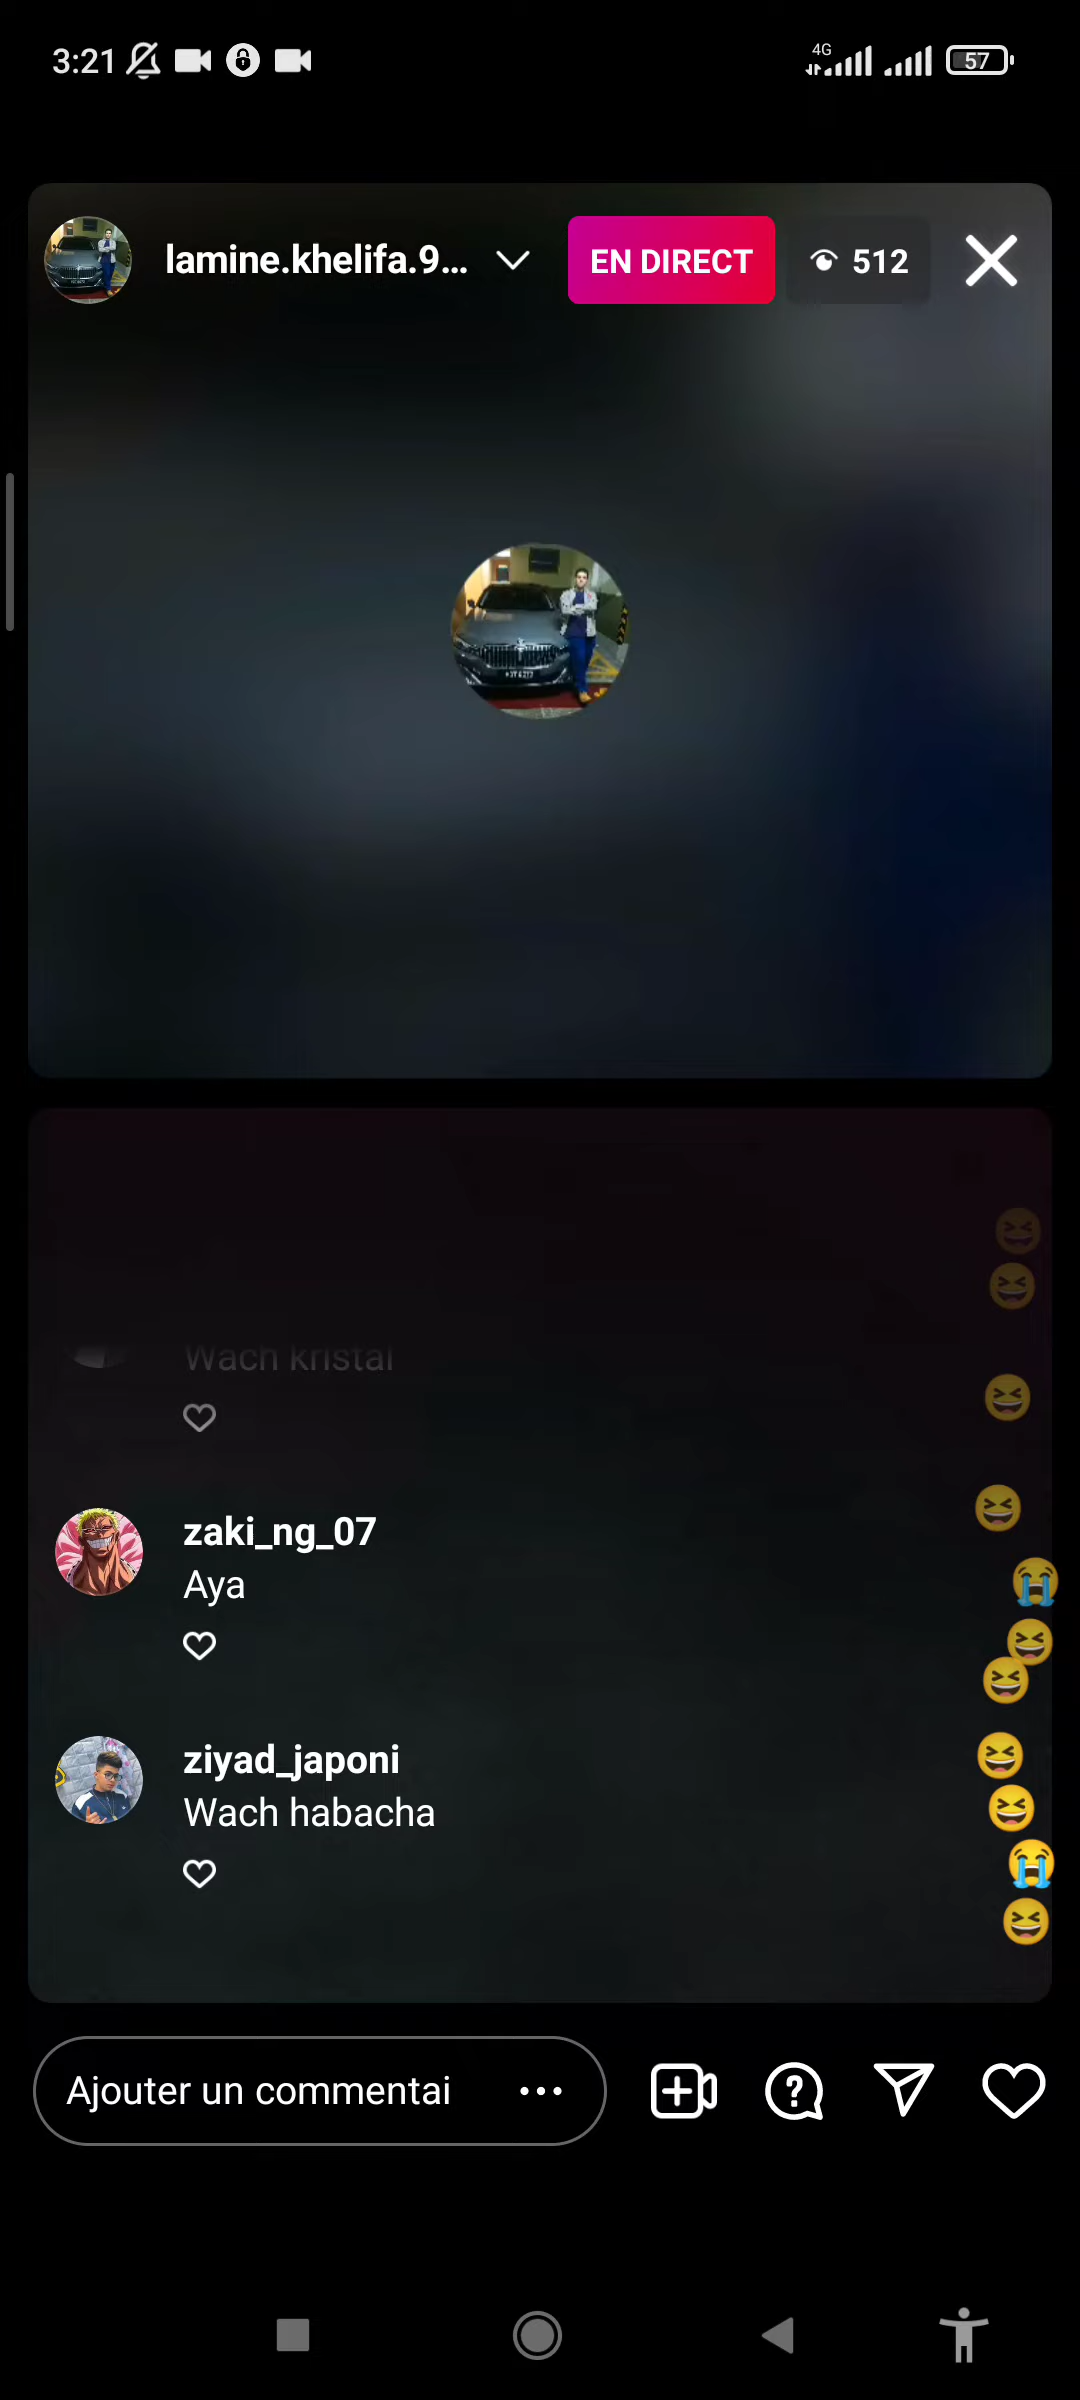 3:21
4G
57
lamine.khelifa.9...
EN DIRECT
512
Wach kristal
zaki_ng_07
Aya
ziyad_japoni
Wach habacha
Ajouter un commentai